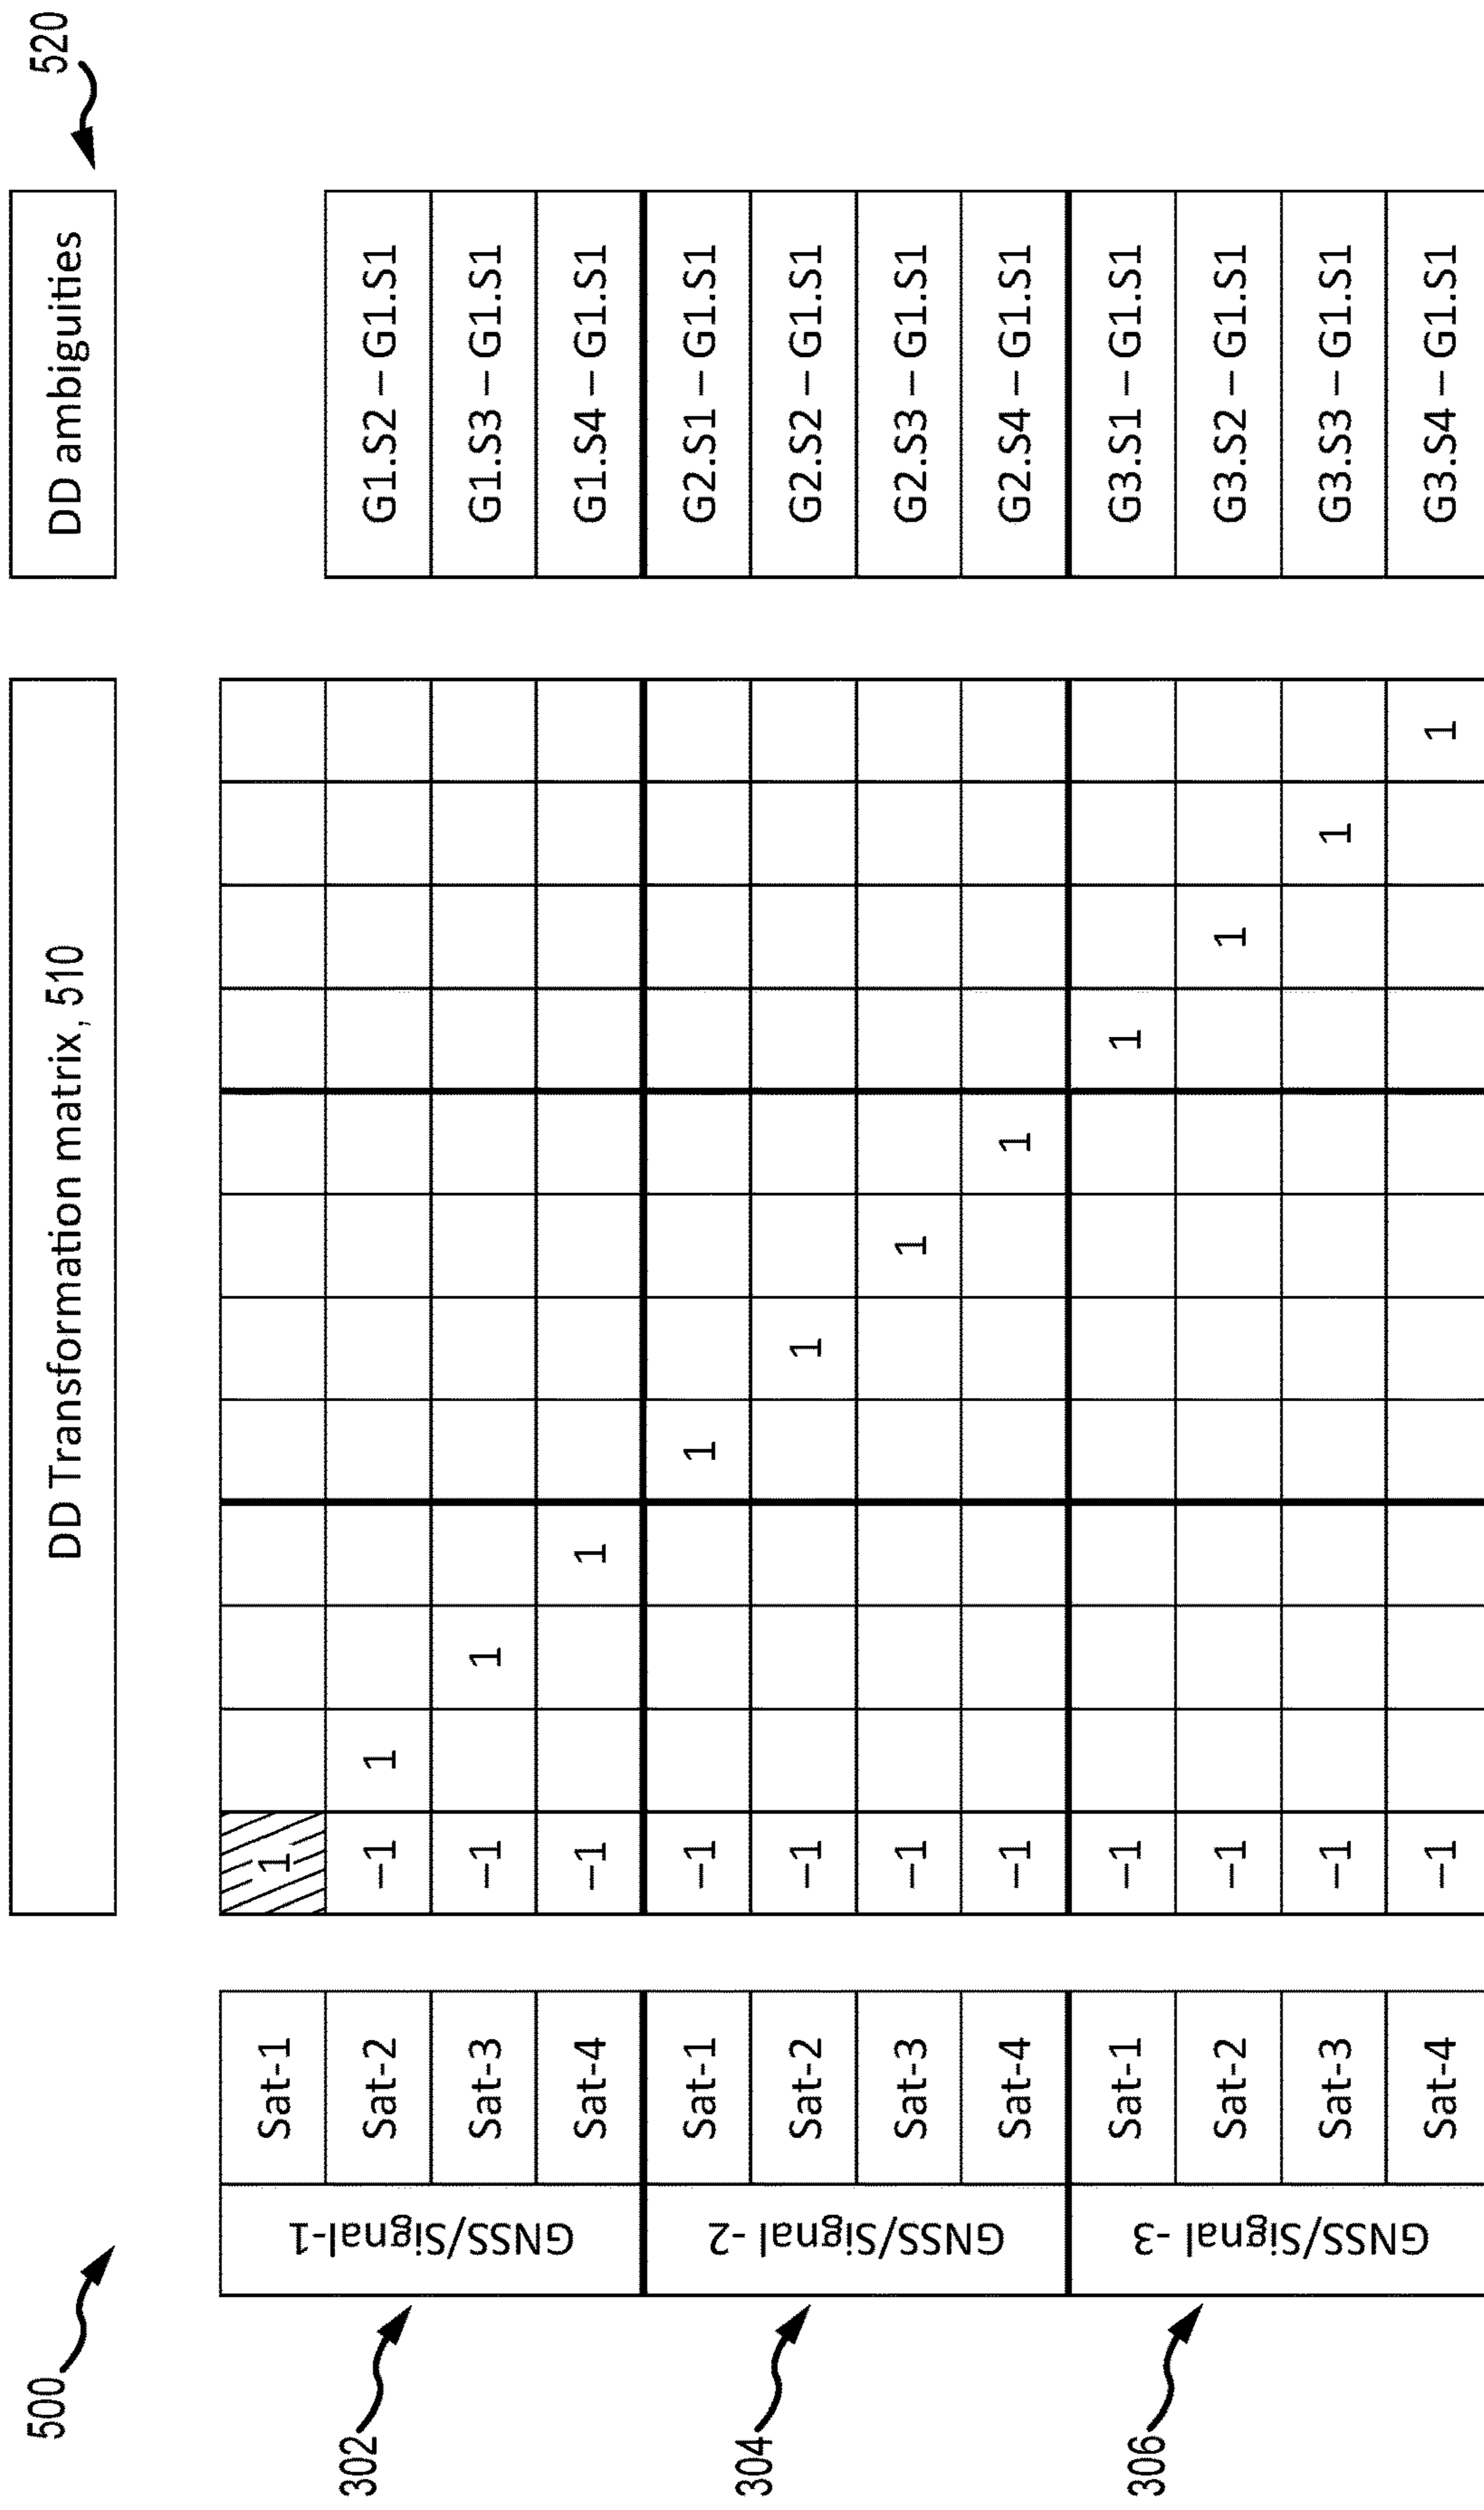 500
DD Transformation matrix, 510
DD ambiguities
520
302
GNSS/Signal-1
Sat-1 1
Sat-2 –1 1 G1.S2 – G1.S1
Sat-3 –1 1 G1.S3 – G1.S1
Sat-4 –1 1 G1.S4 – G1.S1
304
GNSS/Signal -2
Sat-1 –1 1 G2.S1 – G1.S1
Sat-2 –1 1 G2.S2 – G1.S1
Sat-3 –1 1 G2.S3 – G1.S1
Sat-4 –1 1 G2.S4 – G1.S1
306
GNSS/Signal -3
Sat-1 –1 1 G3.S1 – G1.S1
Sat-2 –1 1 G3.S2 – G1.S1
Sat-3 –1 1 G3.S3 – G1.S1
Sat-4 –1 1 G3.S4 – G1.S1